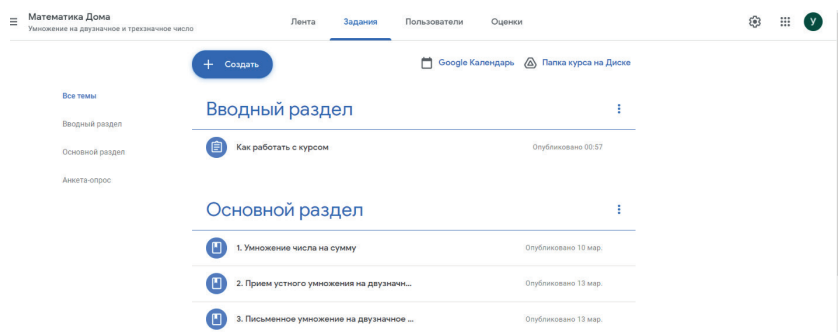 Математика Дома
Умножение на двузначное и трехзначное число
Лента Задания Пользователи Оценки
У
+ Создать
Google Календарь Папка курса на Диске
Все темы
Вводный раздел
Основной раздел
Анкета-опрос
Вводный раздел
Как работать с курсом Опубликовано 00:57
Основной раздел
1. Умножение числа на сумму Опубликовано 10 мар.
2. Прием устного умножения на двузначн... Опубликовано 13 мар.
3. Письменное умножение на двузначное ... Опубликовано 13 мар.